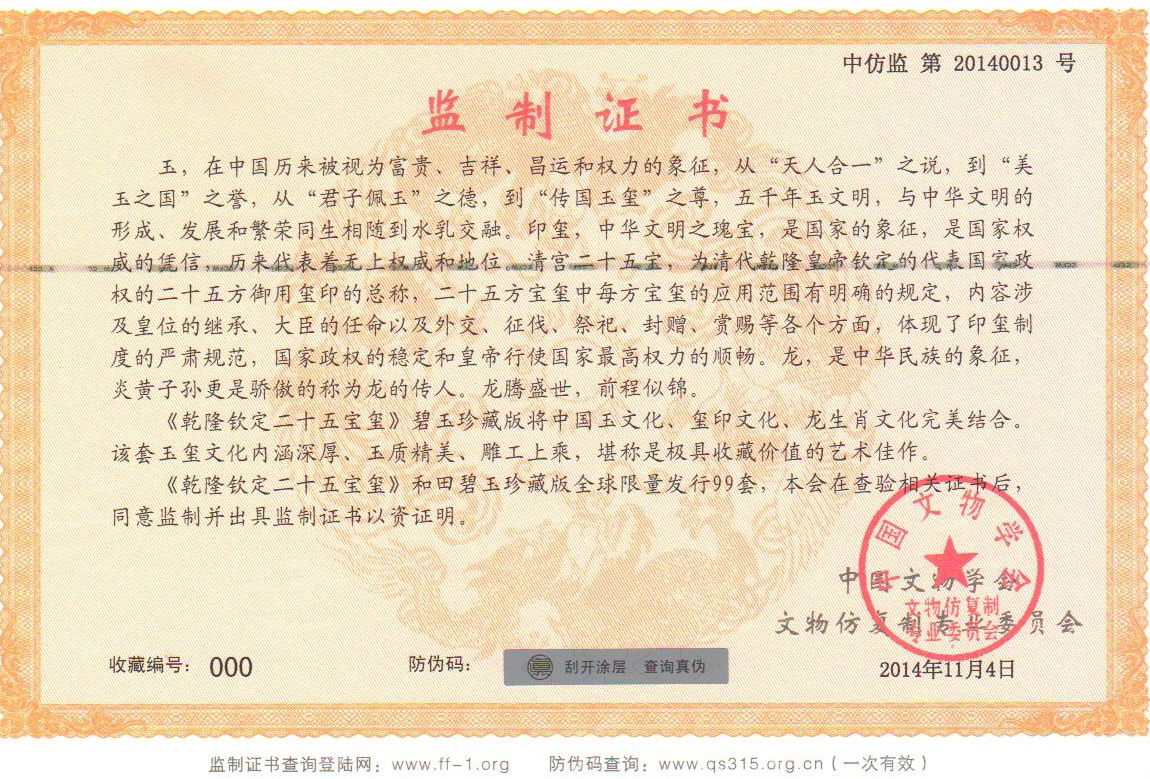 中仿监 第 20140013 号
监制证书
玉，在中国历来被视为富贵、吉祥、昌运和权力的象征，从“天人合一”之说，到“美
玉之国”之誉，从“君子佩玉”之德，到“传国玉玺”之尊，五千年玉文明，与中华文明的
形成、发展和繁荣同生相随到水乳交融。印玺，中华文明之瑰宝，是国家的象征，是国家权
威的凭信，历来代表着无上权威和地位。清宫二十五宝，为清代乾隆皇帝钦定的代表国家政
权的二十五方御用玺印的总称，二十五方宝玺中每方宝玺的应用范围有明确的规定，内容涉
及皇位的继承、大臣的任命以及外交、征伐、祭祀、封赠、赏赐等各个方面，体现了印玺制
度的严肃规范，国家政权的稳定和皇帝行使国家最高权力的顺畅。龙，是中华民族的象征，
炎黄子孙更是骄傲的称为龙的传人。龙腾盛世，前程似锦。
《乾隆钦定二十五宝玺》碧玉珍藏版将中国玉文化、玺印文化、龙生肖文化完美结合。
该套玉玺文化内涵深厚、玉质精美、雕工上乘，堪称是极具收藏价值的艺术佳作。
《乾隆钦定二十五宝玺》和田碧玉珍藏版全球限量发行99套，本会在查验相关证书后，
同意监制并出具监制证书以资证明。
中国文物学会
文物仿复制专业委员会
中国文物学会
文物仿复制
专业委员会
收藏编号： 000
防伪码：
刮开涂层 查询真伪
2014年11月4日
监制证书查询登陆网：www.ff-1.org 防伪码查询：www.qs315.org.cn（一次有效）